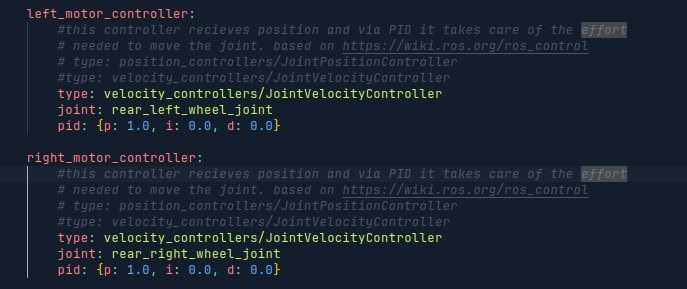 left_motor_controller:
#this controller recieves position and via PID it takes care of the effort
# needed to move the joint. based on https://wiki.ros.org/ros_control
# type: position_controllers/JointPositionController
#type: velocity_controllers/JointVelocityController
type: velocity_controllers/JointVelocityController
joint: rear_left_wheel_joint
pid: {p: 1.0, i: 0.0, d: 0.0}
right_motor_controller:
#this controller recieves position and via PID it takes care of the effort
# needed to move the joint. based on https://wiki.ros.org/ros_control
# type: position_controllers/JointPositionController
#type: velocity_controllers/JointVelocityController
type: velocity_controllers/JointVelocityController
joint: rear_right_wheel_joint
pid: {p: 1.0, i: 0.0, d: 0.0}